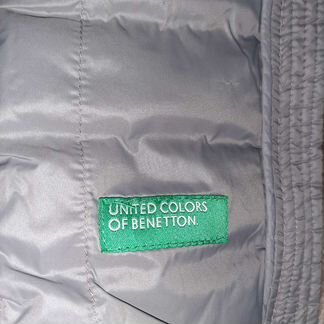 UNITED COLORS
OF BENETTON.